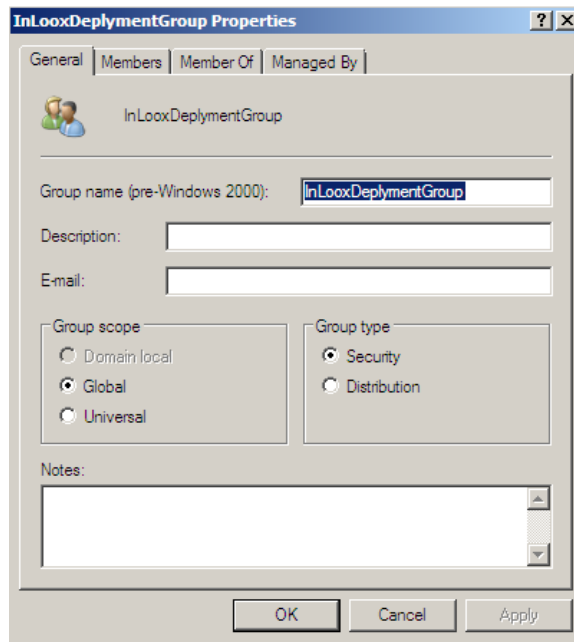 InLooxDeplymentGroup Properties
General Members Member Of Managed By
InLooxDeplymentGroup
Group name (pre-Windows 2000): InLooxDeplymentGroup
Description:
E-mail:
Group scope
Domain local
Global
Universal
Group type
Security
Distribution
Notes:
OK Cancel Apply